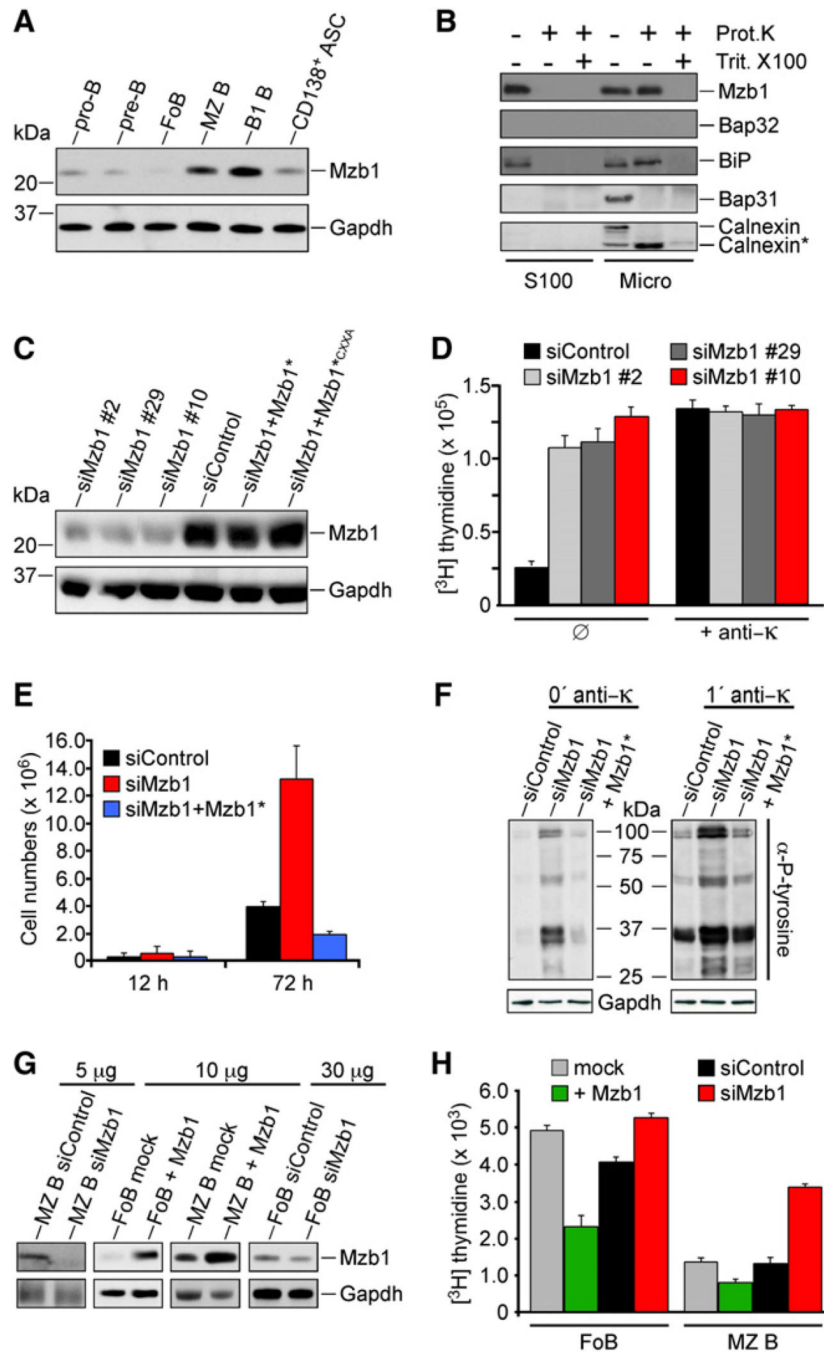 A
pro-B
pre-B
FoB
MZ B
B1 B
CD138+ ASC
kDa
20
37
Mzb1
Gapdh
B
- + + - + + Prot.K
+ + Trit. X100
Mzb1
Bap32
BiP
Bap31
Calnexin
Calnexin*
S100 Micro
C
siMzb1 #2
siMzb1 #29
siMzb1 #10
siControl
siMzb1+Mzb1*
siMzb1+Mzb1*CXXA
kDa
20
37
Mzb1
Gapdh
D
siControl siMzb1 #29
siMzb1 #2 siMzb1 #10
[³H] thymidine (x 10⁵)
1.5
1.0
0.5
0
∅ + anti-κ
E
Cell numbers (x 10⁶)
16.0
14.0
12.0
10.0
8.0
6.0
4.0
2.0
0
siControl
siMzb1
siMzb1+Mzb1*
12 h 72 h
F
0´ anti-κ 1´ anti-κ
siControl
siMzb1
siMzb1
+ Mzb1*
siControl
siMzb1
siMzb1
+ Mzb1*
kDa
100
75
50
37
25
α-P-tyrosine
Gapdh
G
5 µg 10 µg 30 µg
MZ B siControl
MZ B siMzb1
FoB mock
FoB + Mzb1
MZ B mock
MZ B + Mzb1
FoB siControl
FoB siMzb1
Mzb1
Gapdh
H
mock siControl
+ Mzb1 siMzb1
[³H] thymidine (x 10³)
6.0
5.0
4.0
3.0
2.0
1.0
0
FoB MZ B